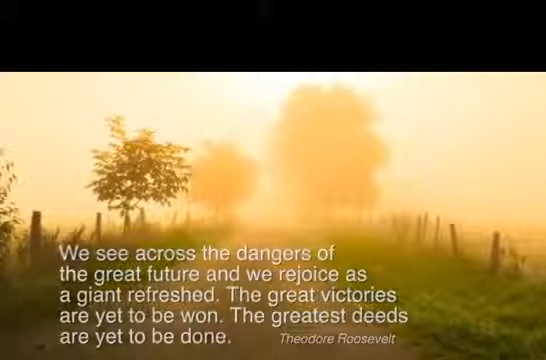 We see across the dangers of
the great future and we rejoice as
a giant refreshed. The great victories
are yet to be won. The greatest deeds
are yet to be done. Theodore Roosevelt